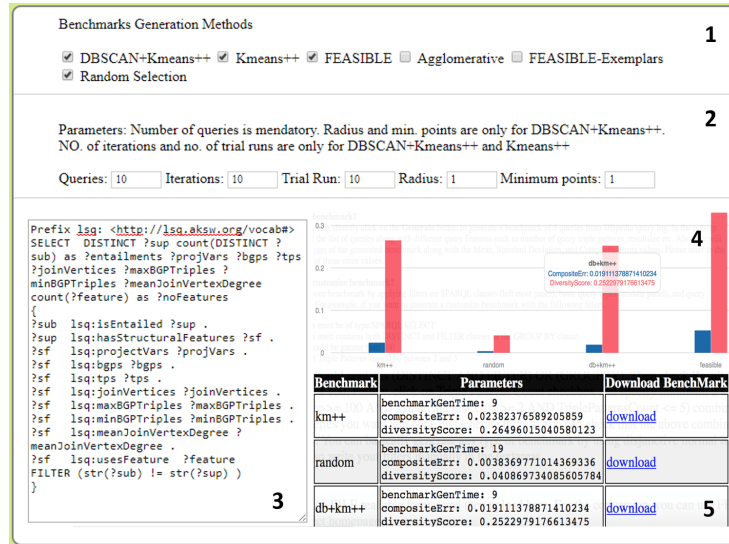 Benchmarks Generation Methods
1
DBSCAN+Kmeans++ Kmeans++ FEASIBLE Agglomerative FEASIBLE-Exemplars
Random Selection
2
Parameters: Number of queries is mendatory. Radius and min. points are only for DBSCAN+Kmeans++.
NO. of iterations and no. of trial runs are only for DBSCAN+Kmeans++ and Kmeans++
Queries: 10 Iterations: 10 Trial Run: 10 Radius: 1 Minimum points: 1
Prefix lsq: <http://lsq.aksw.org/vocab#>
SELECT DISTINCT ?sup count(DISTINCT ?
sub) as ?entailments ?projVars ?bgps ?tps
?joinVertices ?maxBGPTriples ?
minBGPTriples ?meanJoinVertexDegree
count(?feature) as ?noFeatures
{
?sub lsq:isEntailed ?sup .
?sup lsq:hasStructuralFeatures ?sf .
?sf lsq:projectVars ?projVars .
?sf lsq:bgps ?bgps .
?sf lsq:tps ?tps .
?sf lsq:joinVertices ?joinVertices .
?sf lsq:maxBGPTriples ?maxBGPTriples .
?sf lsq:minBGPTriples ?minBGPTriples .
?sf lsq:meanJoinVertexDegree ?
meanJoinVertexDegree .
?sf lsq:usesFeature ?feature
FILTER (str(?sub) != str(?sup) )
}
3
4
0.3
0.2
0.1
0
db+km++
CompositeErr: 0.019111378871410234
DiversityScore: 0.2522979176613475
km++ random db+km++ feasible
Benchmark Parameters Download BenchMark
km++
benchmarkGenTime: 9
compositeErr: 0.02382376589205859
diversityScore: 0.26496015040580123
download
random
benchmarkGenTime: 19
compositeErr: 0.0038369771014369336
diversityScore: 0.040869734085605784
download
db+km++
benchmarkGenTime: 9
compositeErr: 0.019111378871410234
diversityScore: 0.2522979176613475
download
5